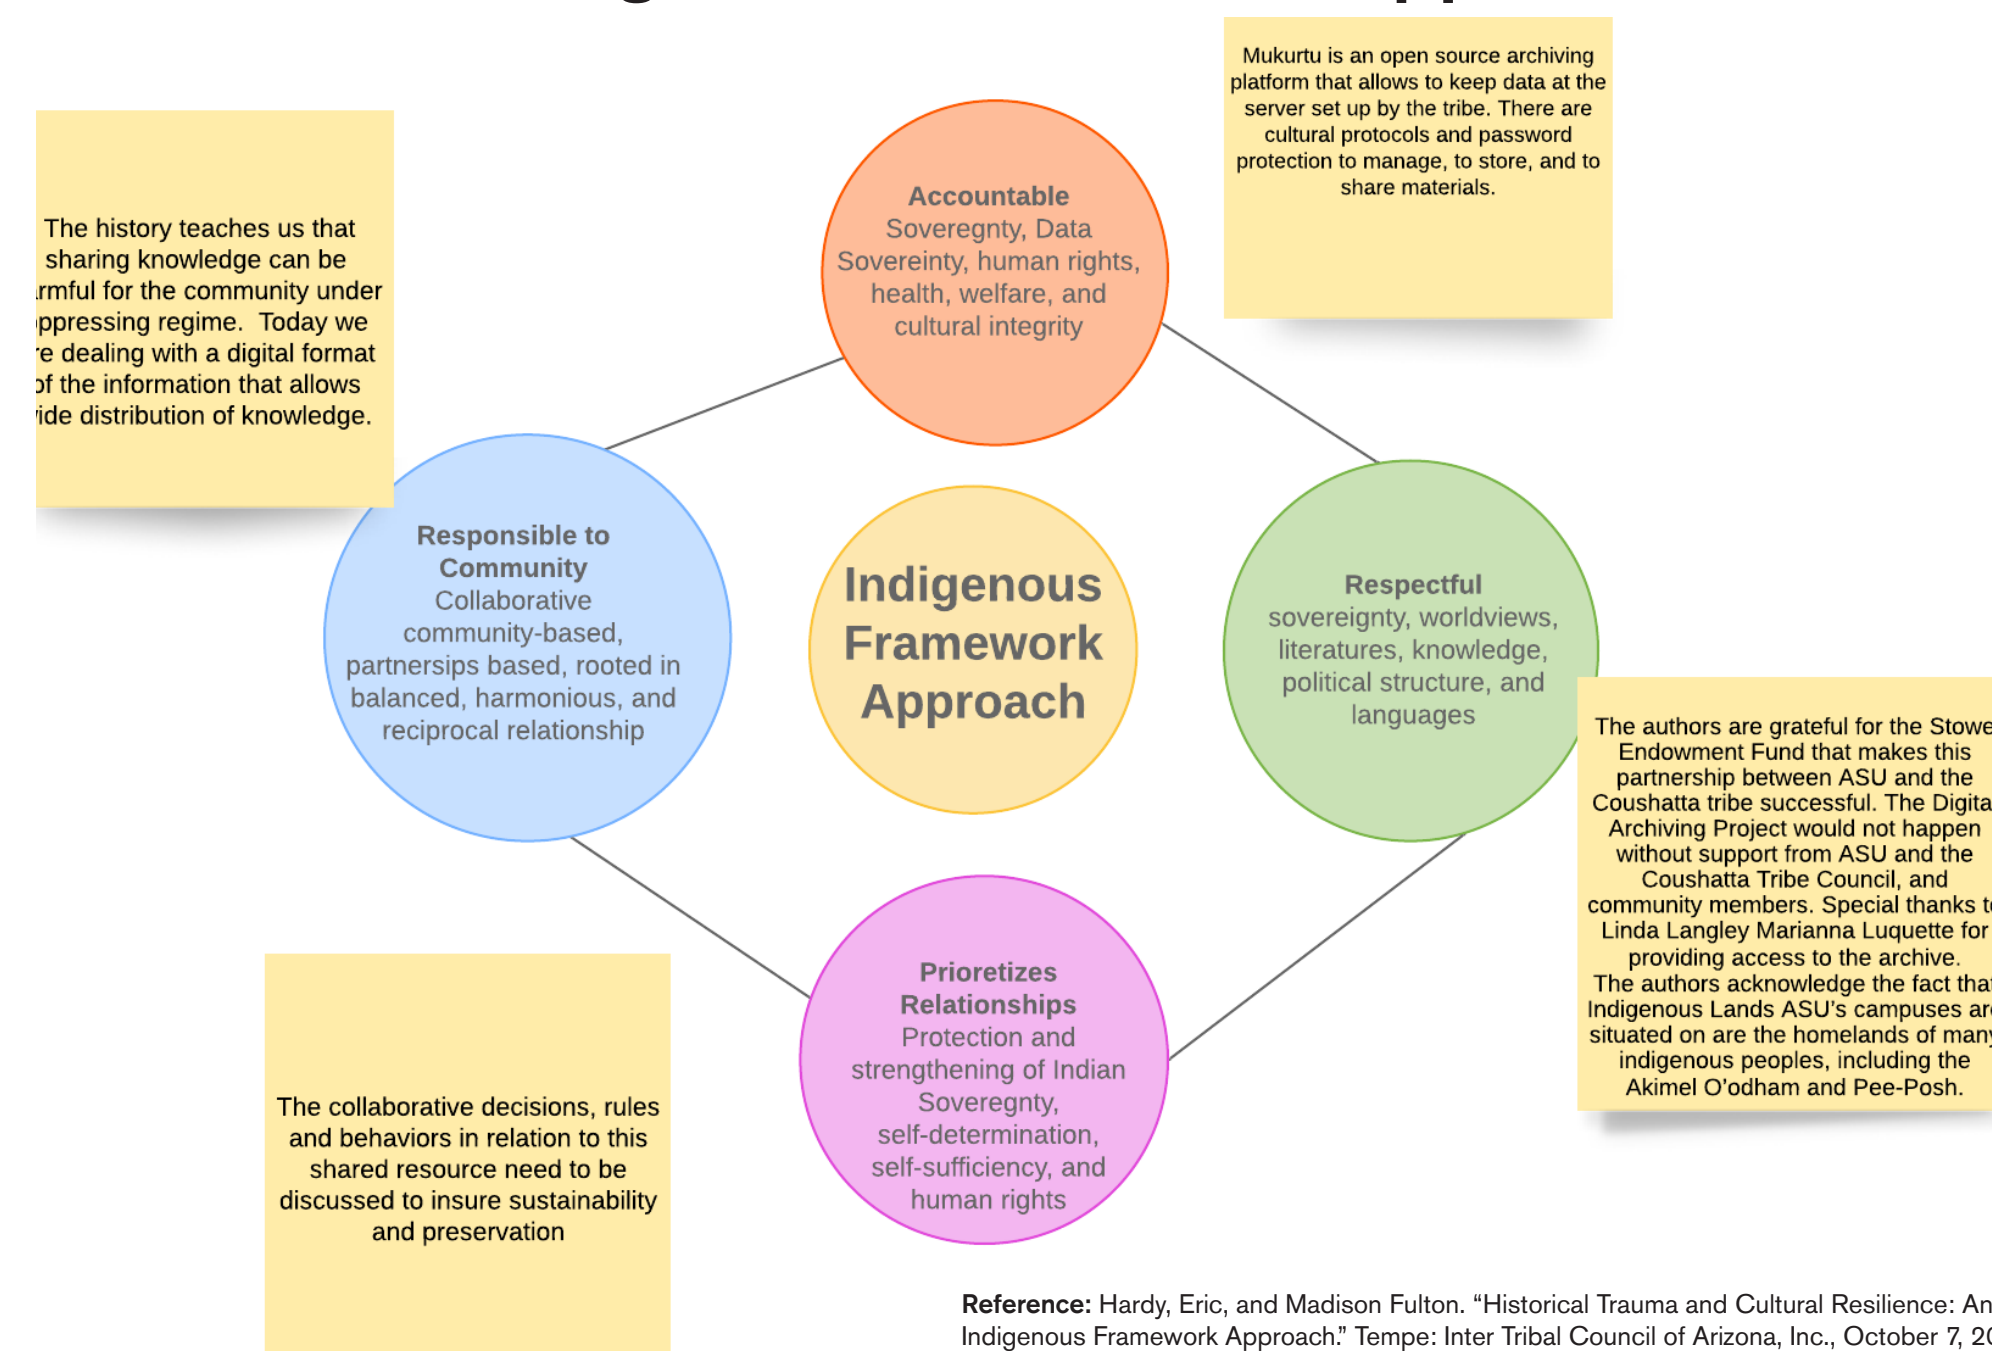 Mukurtu is an open source archiving
platform that allows to keep data at the
server set up by the tribe. There are
cultural protocols and password
protection to manage, to store, and to
share materials.
The history teaches us that
sharing knowledge can be
for the community under
regime.  Today we
dealing with a digital format
of the information that allows
distribution of knowledge.
Accountable
Soveregnty, Data
Sovereinty, human rights,
health, welfare, and
cultural integrity
Responsible to
Community
Collaborative
community-based,
partnersips based, rooted in
balanced, harmonious, and
reciprocal relationship
Indigenous
Framework
Approach
Respectful
sovereignty, worldviews,
literatures, knowledge,
political structure, and
languages
The authors are grateful for the Stowe
Endowment Fund that makes this
partnership between ASU and the
Coushatta tribe successful. The
Archiving Project would not happen
without support from ASU and the
Coushatta Tribe Council, and
community members. Special thanks to
Linda Langley Marianna Luquette for
providing access to the archive.
The authors acknowledge the fact that
Indigenous Lands ASU’s campuses are
situated on are the homelands of many
indigenous peoples, including the
Akimel O’odham and Pee-Posh.
Prioretizes
Relationships
Protection and
strengthening of Indian
Soveregnty,
self-determination,
self-sufficiency, and
human rights
The collaborative decisions, rules
and behaviors in relation to this
shared resource need to be
discussed to insure sustainability
and preservation
Reference: Hardy, Eric, and Madison Fulton. “Historical Trauma and Cultural Resilience: An
Indigenous Framework Approach.” Tempe: Inter Tribal Council of Arizona, Inc., October 7,